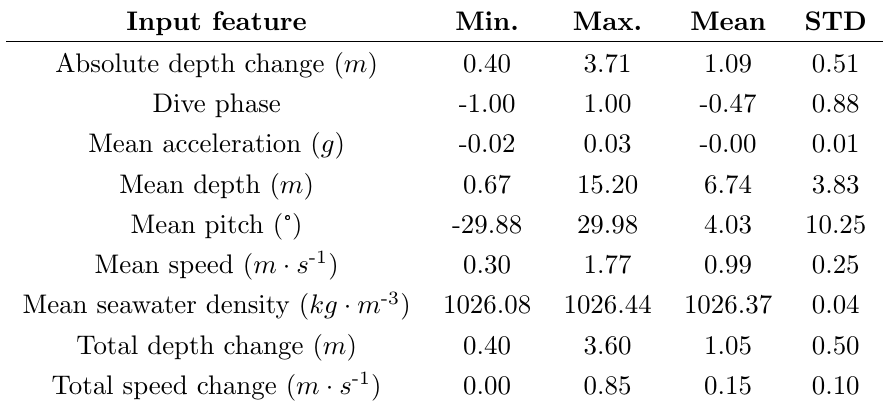 Input feature Min. Max. Mean STD
Absolute depth change (m) 0.40 3.71 1.09 0.51
Dive phase -1.00 1.00 -0.47 0.88
Mean acceleration (g) -0.02 0.03 -0.00 0.01
Mean depth (m) 0.67 15.20 6.74 3.83
Mean pitch (°) -29.88 29.98 4.03 10.25
Mean speed (m · s⁻¹) 0.30 1.77 0.99 0.25
Mean seawater density (kg · m⁻³) 1026.08 1026.44 1026.37 0.04
Total depth change (m) 0.40 3.60 1.05 0.50
Total speed change (m · s⁻¹) 0.00 0.85 0.15 0.10